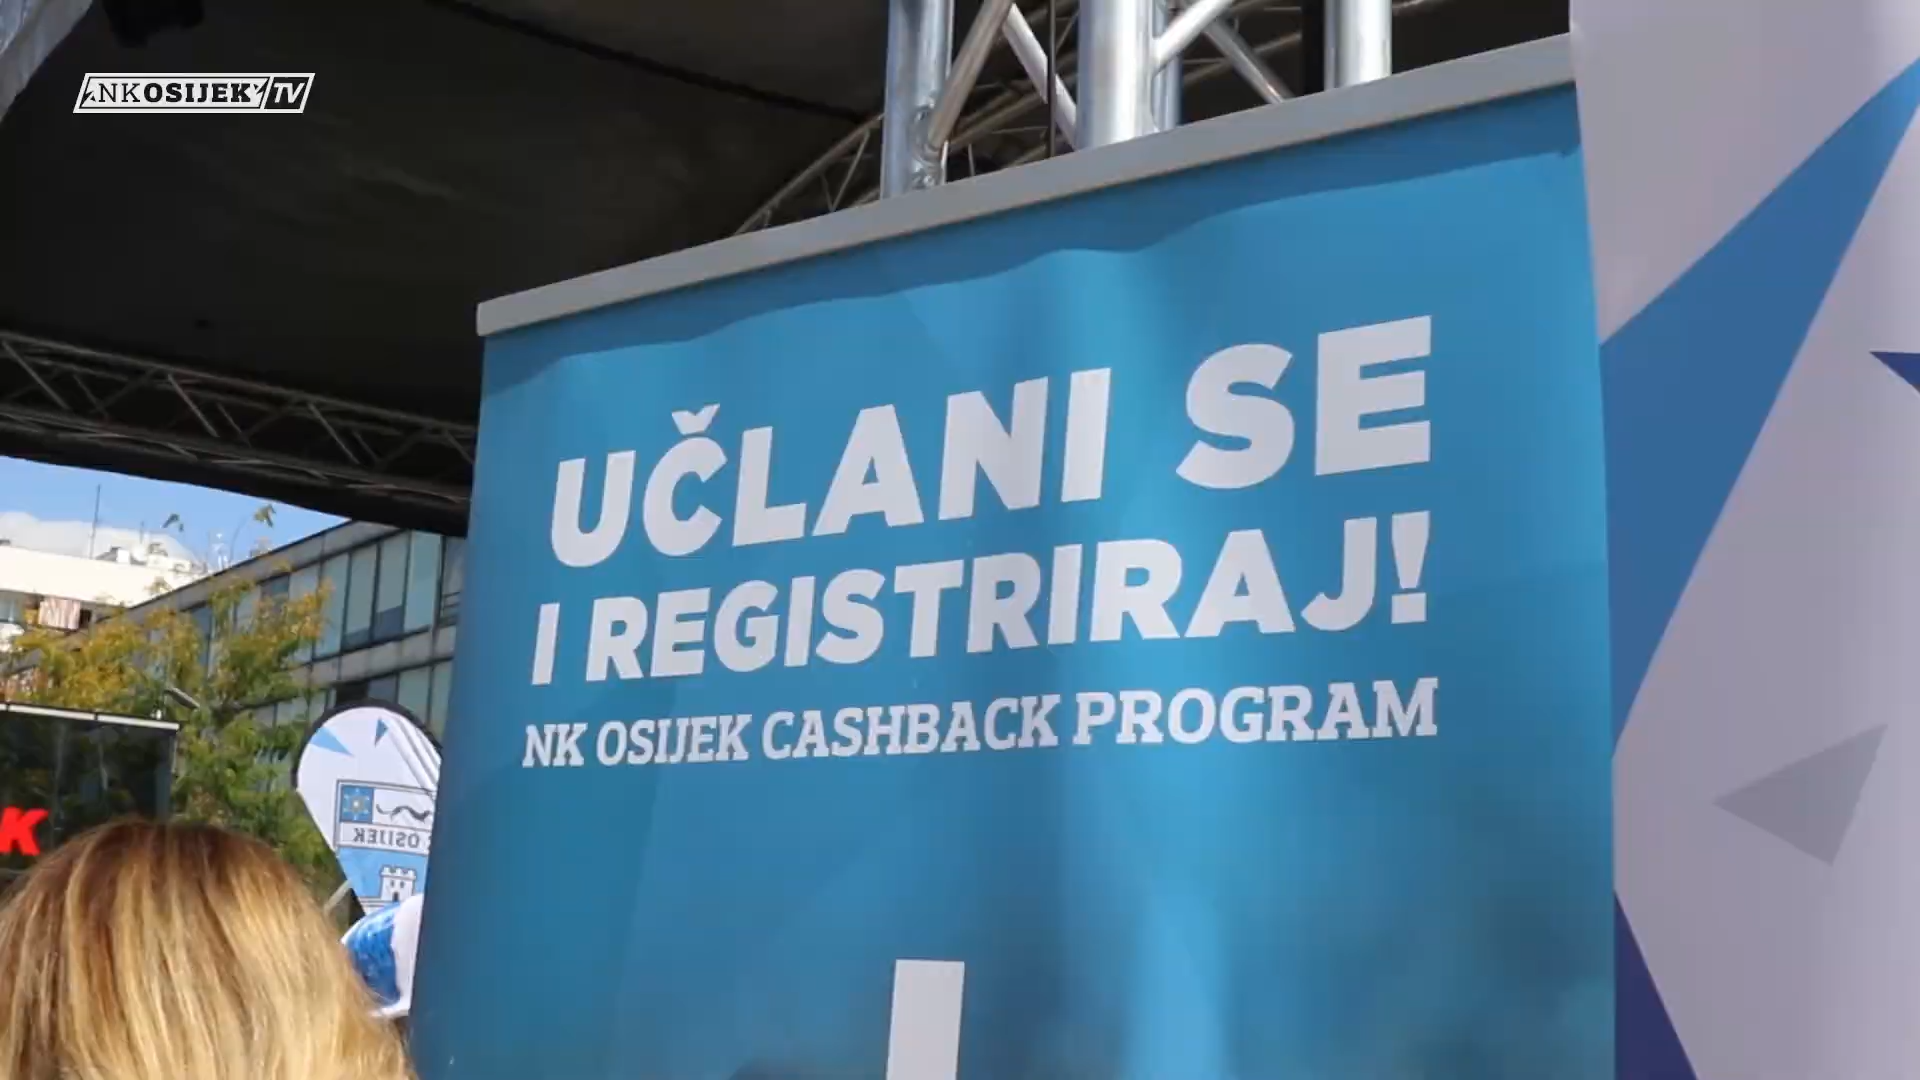 NKOSIJEK TV
UČLANI SE
I REGISTRIRAJ!
NK OSIJEK CASHBACK PROGRAM
K
OSIJEK